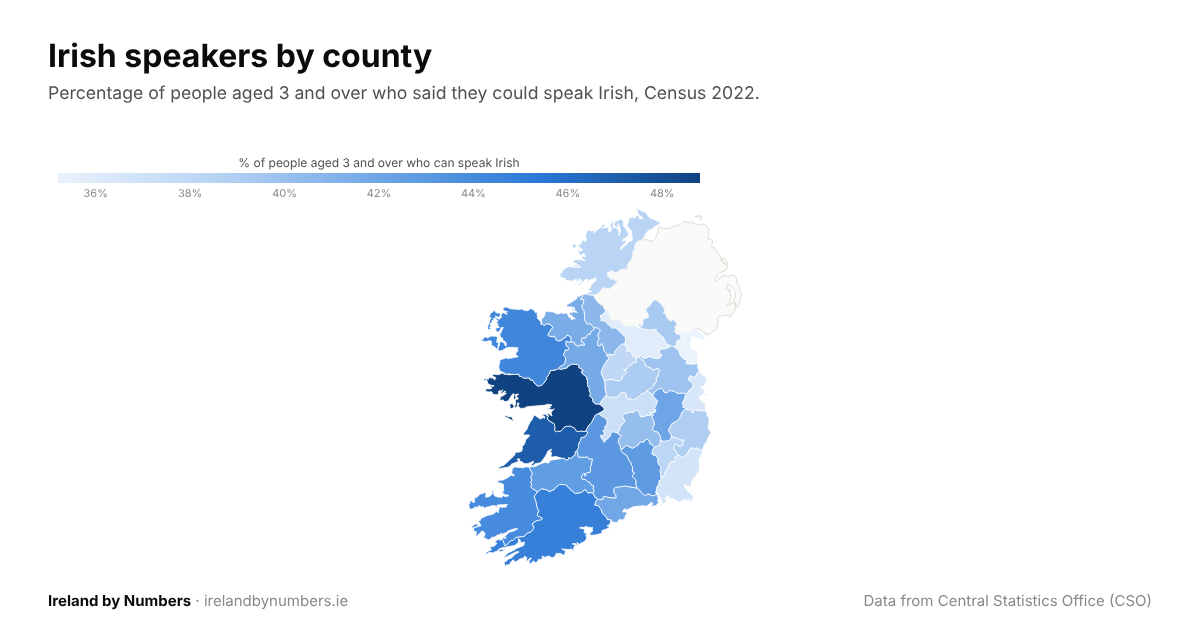 Irish speakers by county
Percentage of people aged 3 and over who said they could speak Irish, Census 2022.
% of people aged 3 and over who can speak Irish
36% 38% 40% 42% 44% 46% 48%
Ireland by Numbers · irelandbynumbers.ie
Data from Central Statistics Office (CSO)